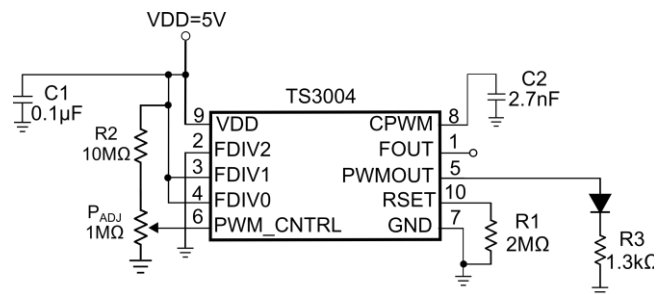 VDD=5V
C1
0.1µF
TS3004
C2
2.7nF
9
VDD
CPWM
8
R2
10MΩ
2
FDIV2
FOUT
1
3
FDIV1
PWMOUT
5
4
FDIV0
RSET
10
PADJ
1MΩ
6
PWM_CNTRL
GND
7
R1
2MΩ
R3
1.3kΩ